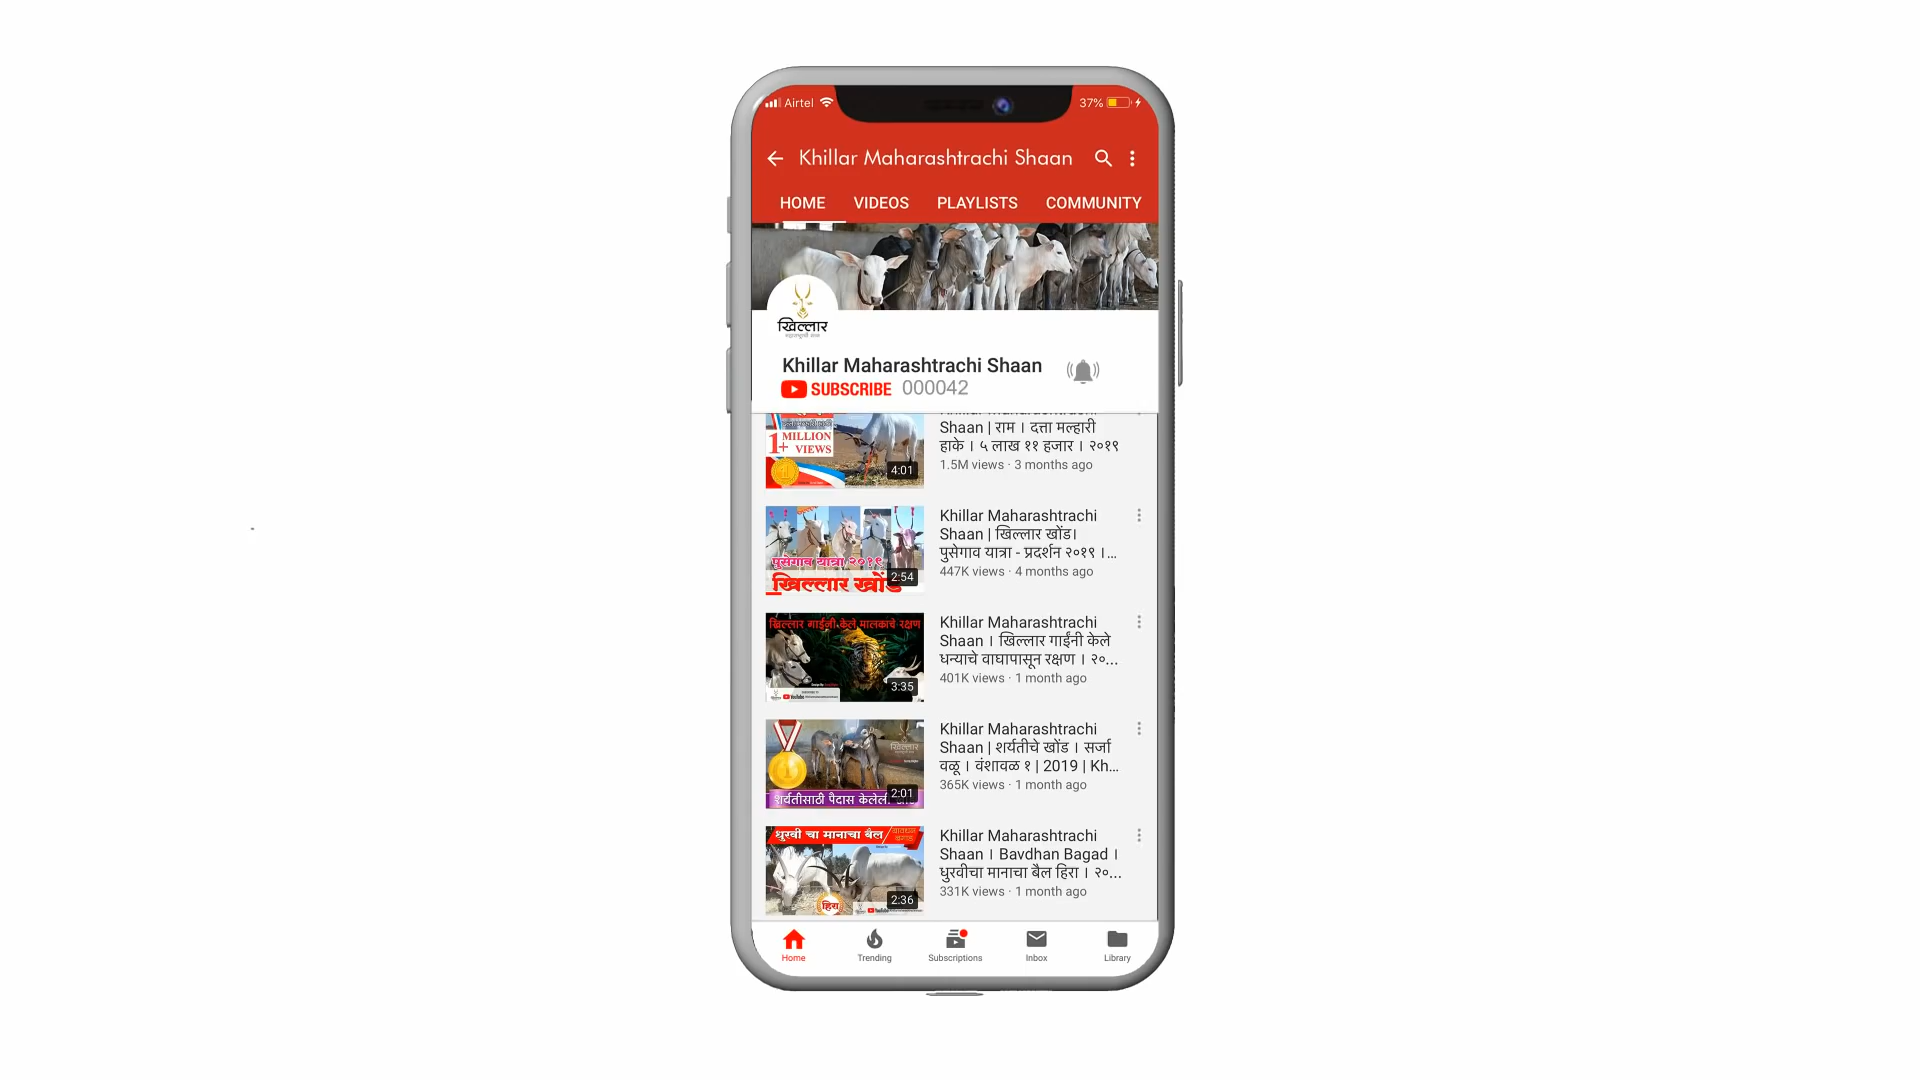 Airtel
37%
Khillar Maharashtrachi Shaan
HOME VIDEOS PLAYLISTS COMMUNITY
खिल्लार
Khillar Maharashtrachi Shaan
SUBSCRIBE 000042
1+ MILLION VIEWS
4:01
Shaan | राम । दत्ता मल्हारी
हाके । ५ लाख ११ हजार । २०१९
1.5M views · 3 months ago
पुसेगाव यात्रा २०१९
खिल्लार खोंड
2:54
Khillar Maharashtrachi
Shaan | खिल्लार खोंड।
पुसेगाव यात्रा - प्रदर्शन २०१९ ।...
447K views · 4 months ago
खिल्लार गाईंनी केले मालकाचे रक्षण
3:35
Khillar Maharashtrachi
Shaan । खिल्लार गाईंनी केले
धन्याचे वाघापासून रक्षण । २०...
401K views · 1 month ago
खिल्लार
शर्यतीसाठी पैदास केलेली
2:01
Khillar Maharashtrachi
Shaan | शर्यतीचे खोंड । सर्जा
वळू । वंशावळ १ | 2019 | Kh...
365K views · 1 month ago
धुरवी चा मानाचा बैल
बावधन बगाड
हिरा
2:36
Khillar Maharashtrachi
Shaan । Bavdhan Bagad ।
धुरवीचा मानाचा बैल हिरा । २०...
331K views · 1 month ago
Home Trending Subscriptions Inbox Library